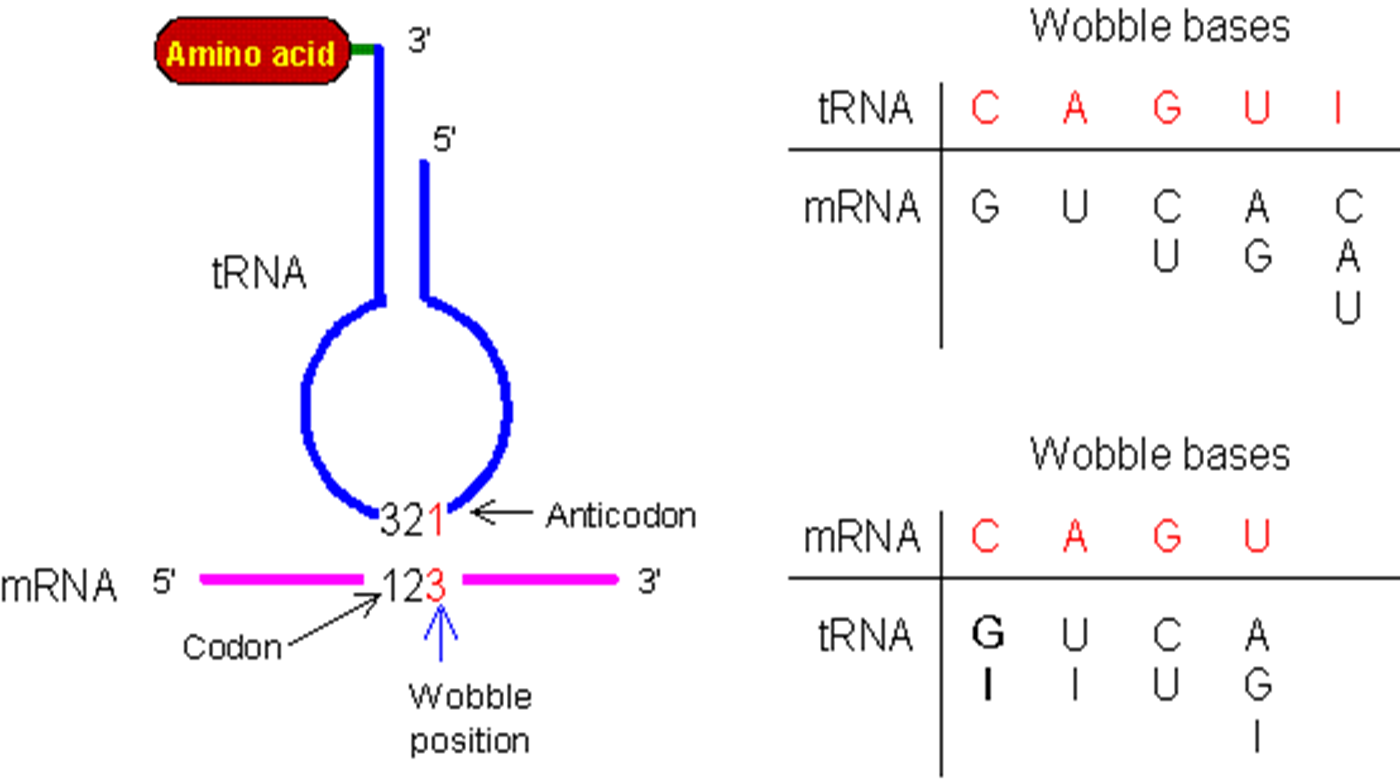 Amino acid
3'
5'
tRNA
321
Anticodon
mRNA 5' 123 3'
Codon
Wobble
position
Wobble bases
tRNA C A G U I
mRNA G U C A C
U G A
U
Wobble bases
mRNA C A G U
tRNA G U C A
I I U G
I